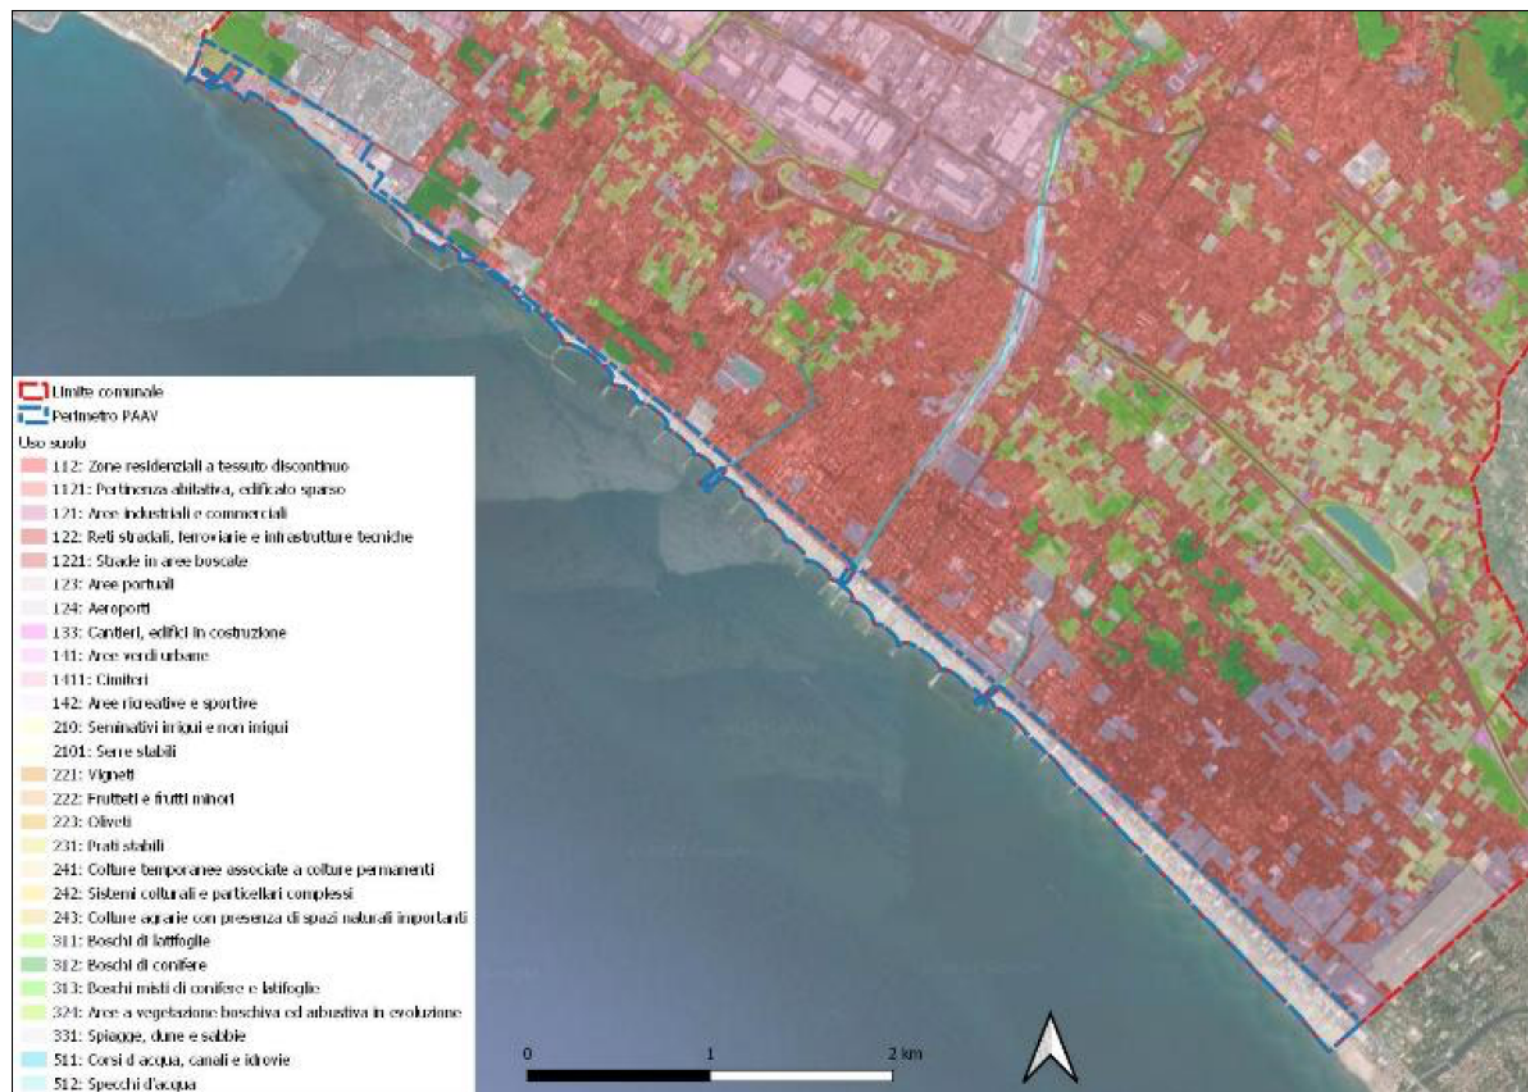 Limite comunale
Perimetro PAAV
Uso suolo
112: Zone residenziali a tessuto discontinuo
1121: Pertinenza abitativa, edificato sparso
121: Aree industriali e commerciali
122: Reti stradali, ferroviarie e infrastrutture tecniche
1221: Strade in aree boscate
123: Aree portuali
124: Aeroporti
133: Cantieri, edifici in costruzione
141: Aree verdi urbane
1411: Cimiteri
142: Aree ricreative e sportive
210: Seminativi irrigui e non irrigui
2101: Serre stabili
221: Vigneti
222: Frutteti e frutti minori
223: Oliveti
231: Prati stabili
241: Colture temporanee associate a colture permanenti
242: Sistemi colturali e particellari complessi
243: Colture agrarie con presenza di spazi naturali importanti
311: Boschi di latifoglie
312: Boschi di conifere
313: Boschi misti di conifere e latifoglie
324: Aree a vegetazione boschiva ed arbustiva in evoluzione
331: Spiagge, dune e sabbie
511: Corsi d acqua, canali e idrovie
512: Specchi d'acqua
0 1 2 km